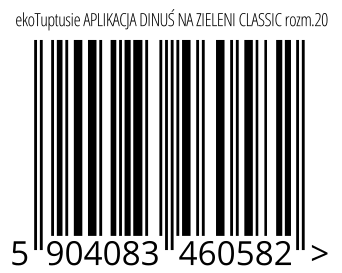 ekoTuptusie APLIKACJA DINUŚ NA ZIELENI CLASSIC rozm.20
5 904083 460582 >